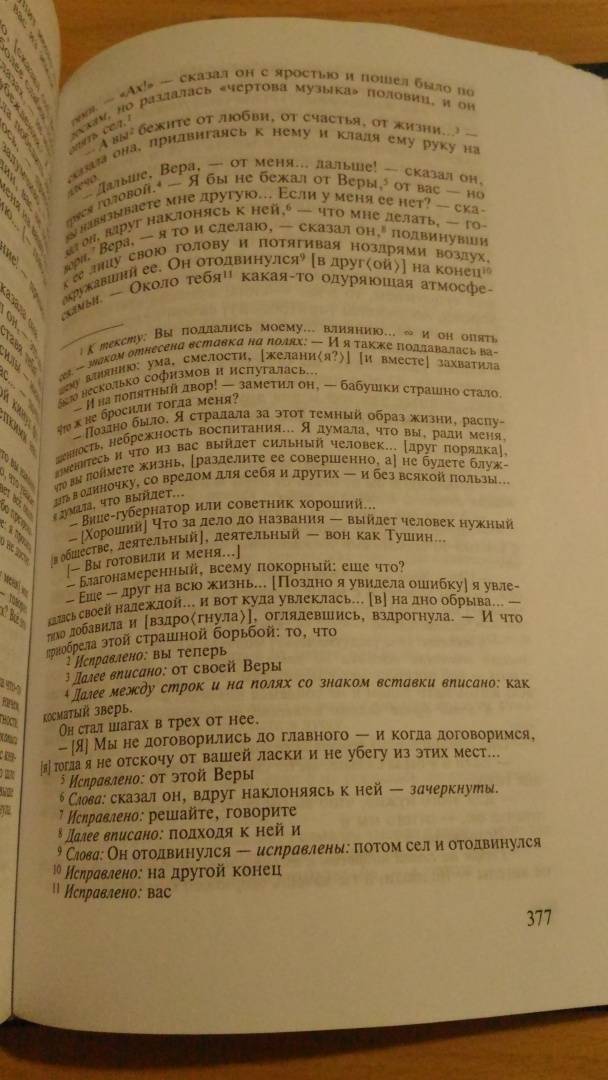 тями. — «Ах!» — сказал он с яростью и пошел было по
доскам, но раздалась «чертова музыка» половиц, и он
опять сел.¹
— А вы² бежите от любви, от счастья, от жизни...³ —
сказала она, придвигаясь к нему и кладя ему руку на
плечо.
— Дальше, Вера, — от меня... дальше! — сказал он,
тряся головой.⁴ — Я бы не бежал от Веры,⁵ от вас — но
вы навязываете мне другую... Если у меня ее нет? — ска-
зал он, вдруг наклонясь к ней,⁶ — что мне делать, — го-
вори,⁷ Вера, — я то и сделаю, — сказал он,⁸ подвинувши
к ее лицу свою голову и потягивая ноздрями воздух,
окружавший ее. Он отодвинулся⁹ [в друг⟨ой⟩] на конец¹⁰
скамьи. — Около тебя¹¹ какая-то одуряющая атмосфе-
¹ К тексту: Вы поддались моему... влиянию... ∞ и он опять
сел. — знаком отнесена вставка на полях: — И я также поддавалась ва-
шему влиянию: ума, смелости, [желани⟨я?⟩] [и вместе] захватила
было несколько софизмов и испугалась...
— И на попятный двор! — заметил он, — бабушки страшно стало.
Что ж не бросили тогда меня?
— Поздно было. Я страдала за этот темный образ жизни, распу-
щенность, небрежность воспитания... Я думала, что вы, ради меня,
изменитесь и что из вас выйдет сильный человек... [друг порядка],
что вы поймете жизнь, [разделите ее совершенно, а] не будете блуж-
дать в одиночку, со вредом для себя и других — и без всякой пользы...
я думала, что выйдет...
— Вице-губернатор или советник хороший...
— [Хороший] Что за дело до названия — выйдет человек нужный
[в обществе, деятельный], деятельный — вон как Тушин...
[— Вы готовили и меня...]
— Благонамеренный, всему покорный: еще что?
— Еще — друг на всю жизнь... [Поздно я увидела ошибку] я увле-
калась своей надеждой... и вот куда увлеклась... [в] на дно обрыва... —
тихо добавила и [вздро⟨гнула⟩], оглядевшись, вздрогнула. — И что
приобрела этой страшной борьбой: то, что
² Исправлено: вы теперь
³ Далее вписано: от своей Веры
⁴ Далее между строк и на полях со знаком вставки вписано: как
косматый зверь.
Он стал шагах в трех от нее.
— [Я] Мы не договорились до главного — и когда договоримся,
[я] тогда я не отскочу от вашей ласки и не убегу из этих мест...
⁵ Исправлено: от этой Веры
⁶ Слова: сказал он, вдруг наклоняясь к ней — зачеркнуты.
⁷ Исправлено: решайте, говорите
⁸ Далее вписано: подходя к ней и
⁹ Слова: Он отодвинулся — исправлены: потом сел и отодвинулся
¹⁰ Исправлено: на другой конец
¹¹ Исправлено: вас
377